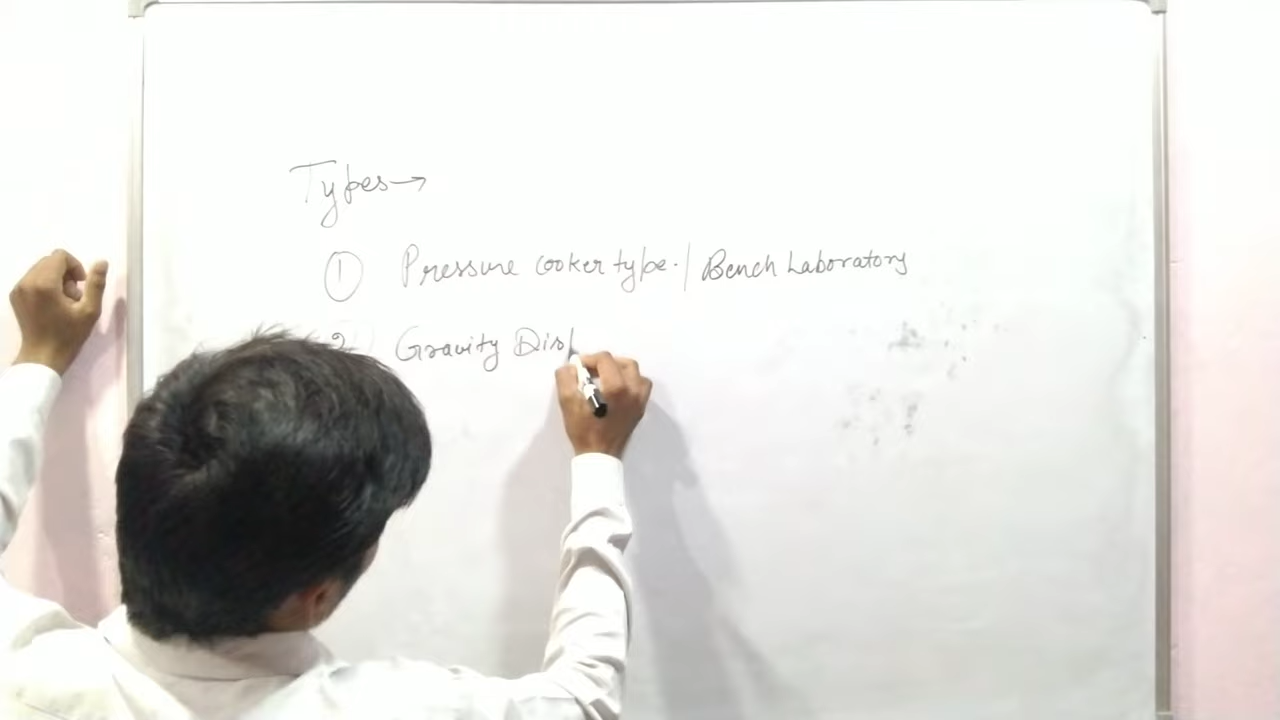 Types →
① Pressure cooker type. / Bench Laboratory
2 Gravity Dis